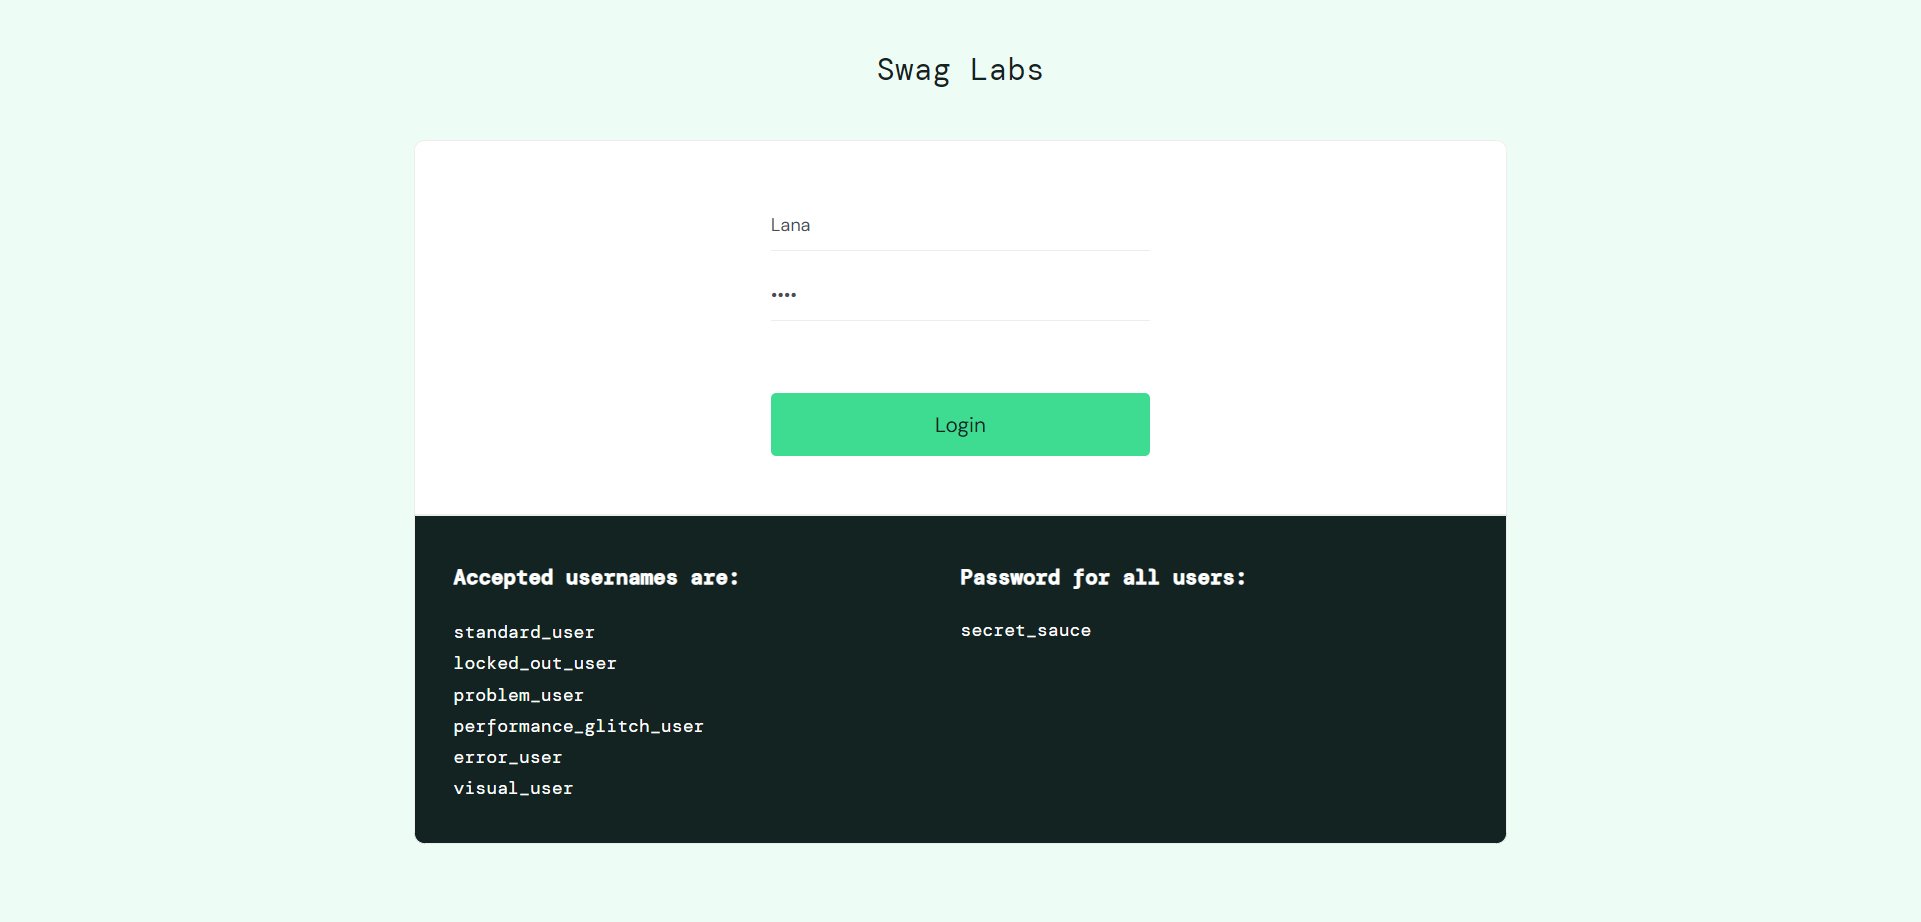 Swag Labs
Lana
••••
Login
Accepted usernames are:
standard_user
locked_out_user
problem_user
performance_glitch_user
error_user
visual_user
Password for all users:
secret_sauce